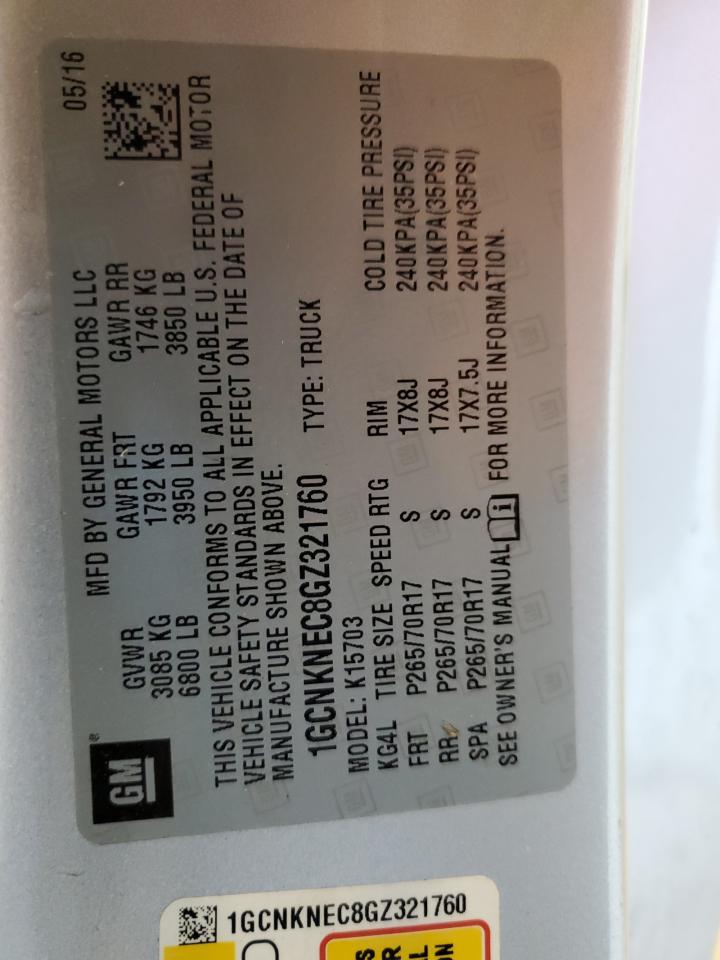 GM®
MFD BY GENERAL MOTORS LLC 05/16
GVWR GAWR FRT GAWR RR
3085 KG 1792 KG 1746 KG
6800 LB 3950 LB 3850 LB
THIS VEHICLE CONFORMS TO ALL APPLICABLE U.S. FEDERAL MOTOR
VEHICLE SAFETY STANDARDS IN EFFECT ON THE DATE OF
MANUFACTURE SHOWN ABOVE.
1GCNKNEC8GZ321760 TYPE: TRUCK
MODEL: K15703
KG4L TIRE SIZE SPEED RTG RIM COLD TIRE PRESSURE
FRT P265/70R17 S 17X8J 240KPA(35PSI)
RR P265/70R17 S 17X8J 240KPA(35PSI)
SPA P265/70R17 S 17X7.5J 240KPA(35PSI)
SEE OWNER'S MANUAL i FOR MORE INFORMATION.
1GCNKNEC8GZ321760